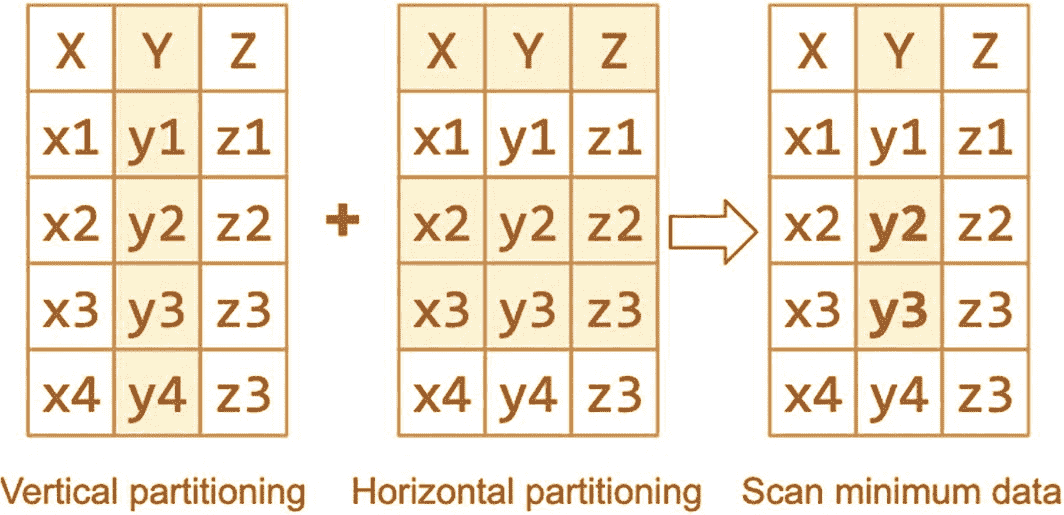 X Y Z
x1 y1 z1
x2 y2 z2
x3 y3 z3
x4 y4 z3
Vertical partitioning
+
X Y Z
x1 y1 z1
x2 y2 z2
x3 y3 z3
x4 y4 z3
Horizontal partitioning
X Y Z
x1 y1 z1
x2 y2 z2
x3 y3 z3
x4 y4 z3
Scan minimum data